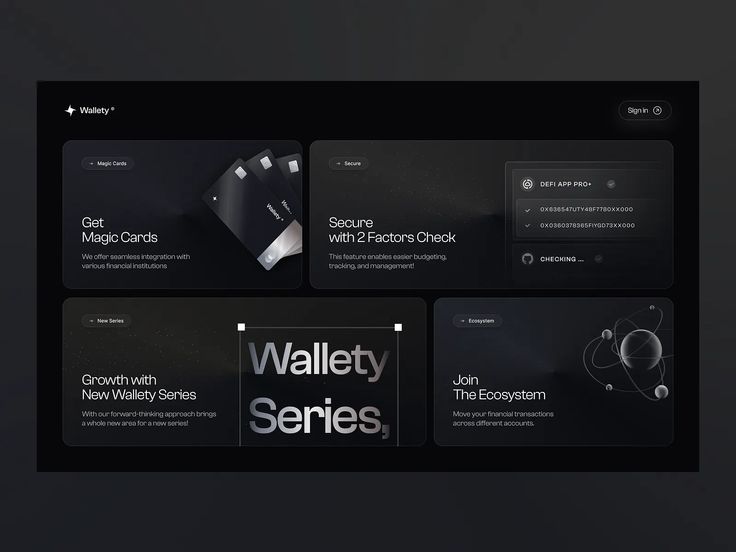 Wallety ®
Sign in
Magic Cards
Get
Magic Cards
We offer seamless integration with
various financial institutions
Wallety ®
Secure
Secure
with 2 Factors Check
This feature enables easier budgeting,
tracking, and management!
DEFI APP PRO+
0X636547UTY48F7780XX000
0X0360378365FIYGD73XX000
CHECKING ...
New Series
Growth with
New Wallety Series
With our forward-thinking approach brings
a whole new area for a new series!
Wallety
Series,
Ecosystem
Join
The Ecosystem
Move your financial transactions
across different accounts.